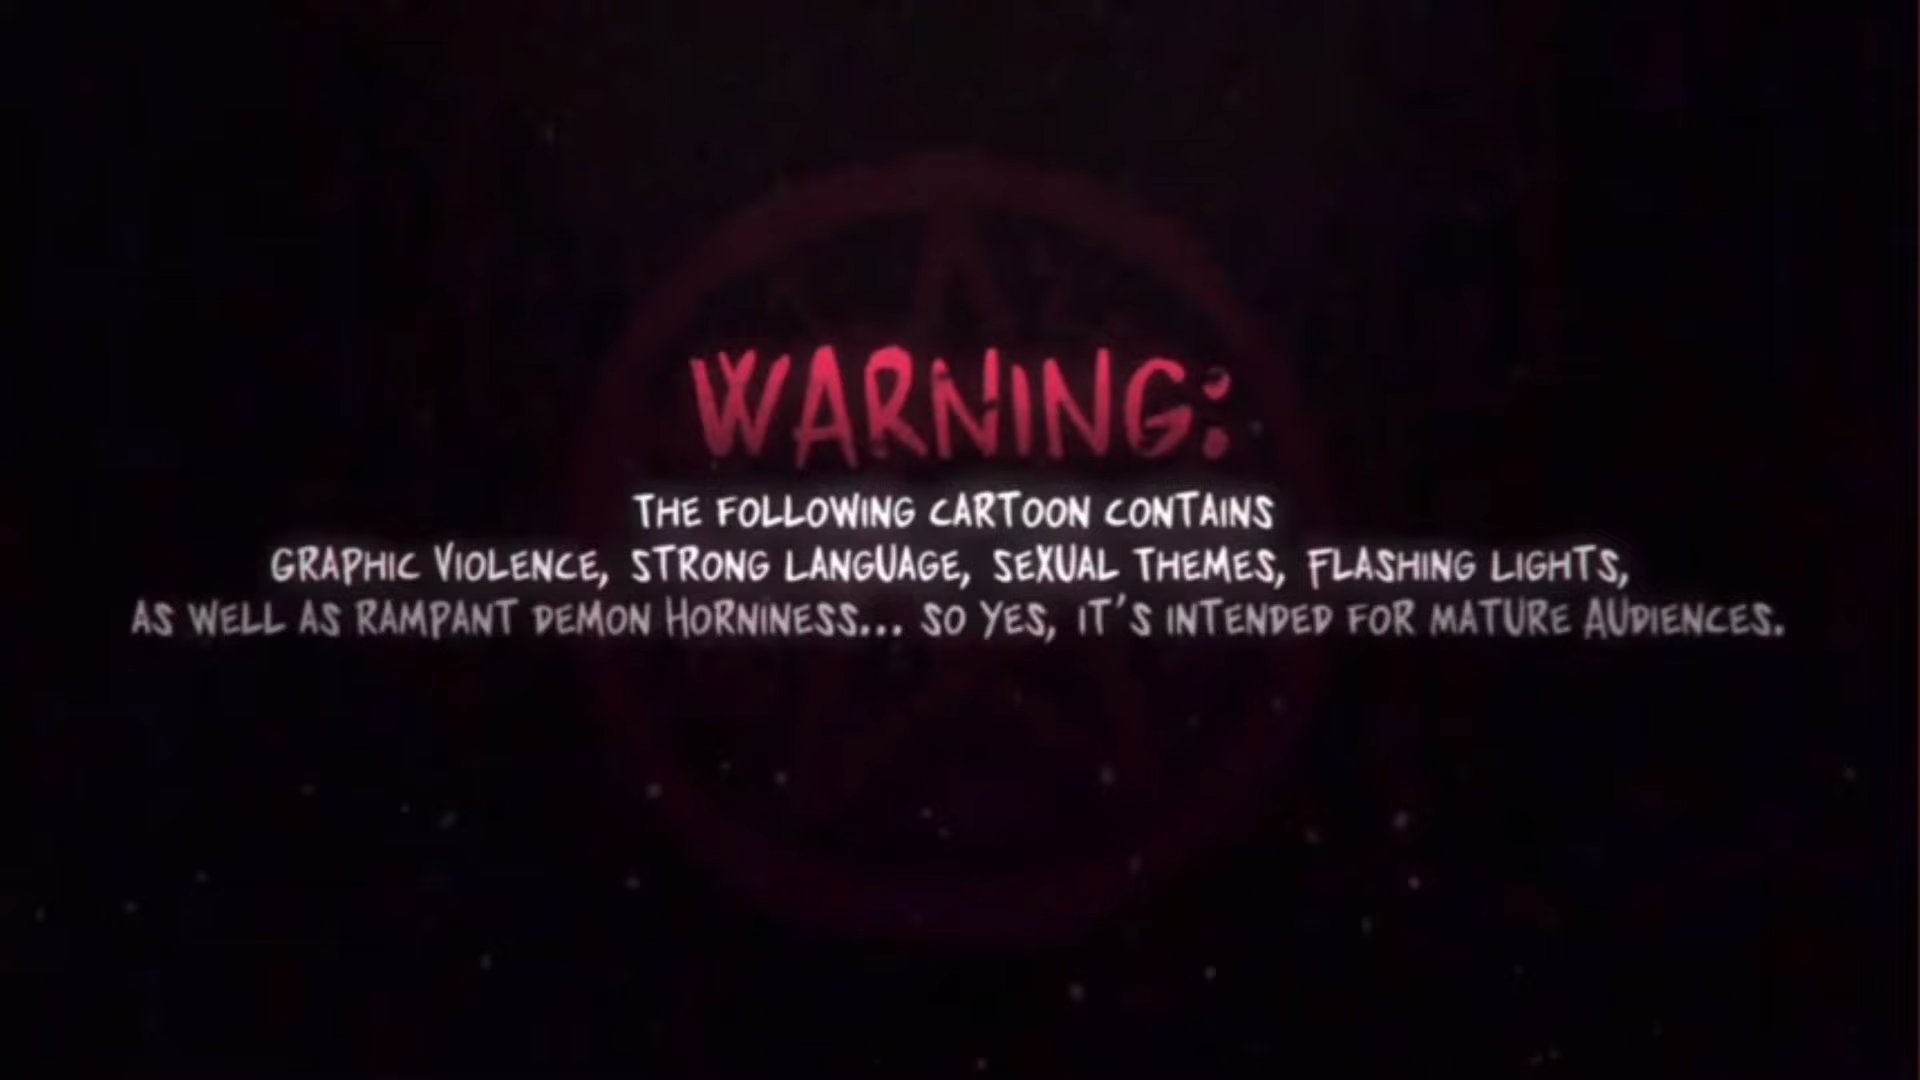 WARNING:
THE FOLLOWING CARTOON CONTAINS
GRAPHIC VIOLENCE, STRONG LANGUAGE, SEXUAL THEMES, FLASHING LIGHTS,
AS WELL AS RAMPANT DEMON HORNINESS... SO YES, IT'S INTENDED FOR MATURE AUDIENCES.